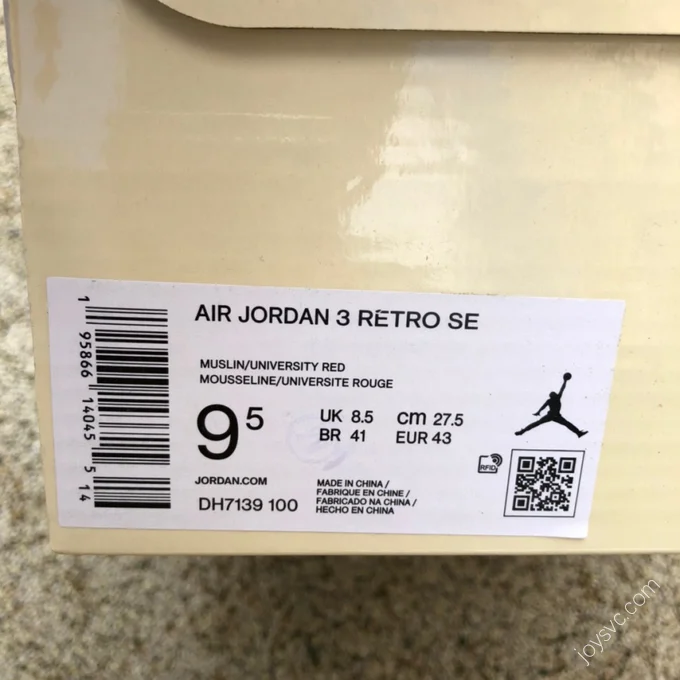 AIR JORDAN 3 RETRO SE
MUSLIN/UNIVERSITY RED
MOUSSELINE/UNIVERSITE ROUGE
9 5
UK 8.5 cm 27.5
BR 41 EUR 43
JORDAN.COM
DH7139 100
MADE IN CHINA /
FABRIQUE EN CHINE /
FABRICADO NA CHINA /
HECHO EN CHINA
RFID
1 95866 14045 5 14
joysvc.com